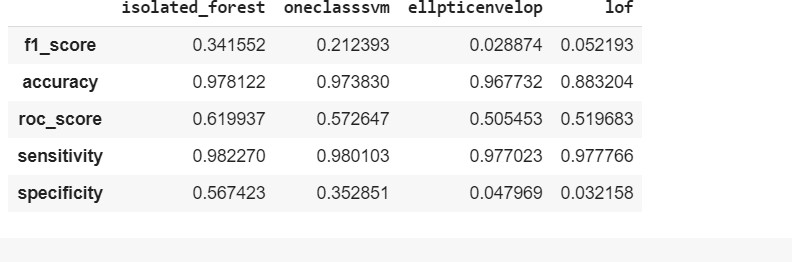 isolated_forest oneclasssvm ellpticenvelop lof
f1_score 0.341552 0.212393 0.028874 0.052193
accuracy 0.978122 0.973830 0.967732 0.883204
roc_score 0.619937 0.572647 0.505453 0.519683
sensitivity 0.982270 0.980103 0.977023 0.977766
specificity 0.567423 0.352851 0.047969 0.032158